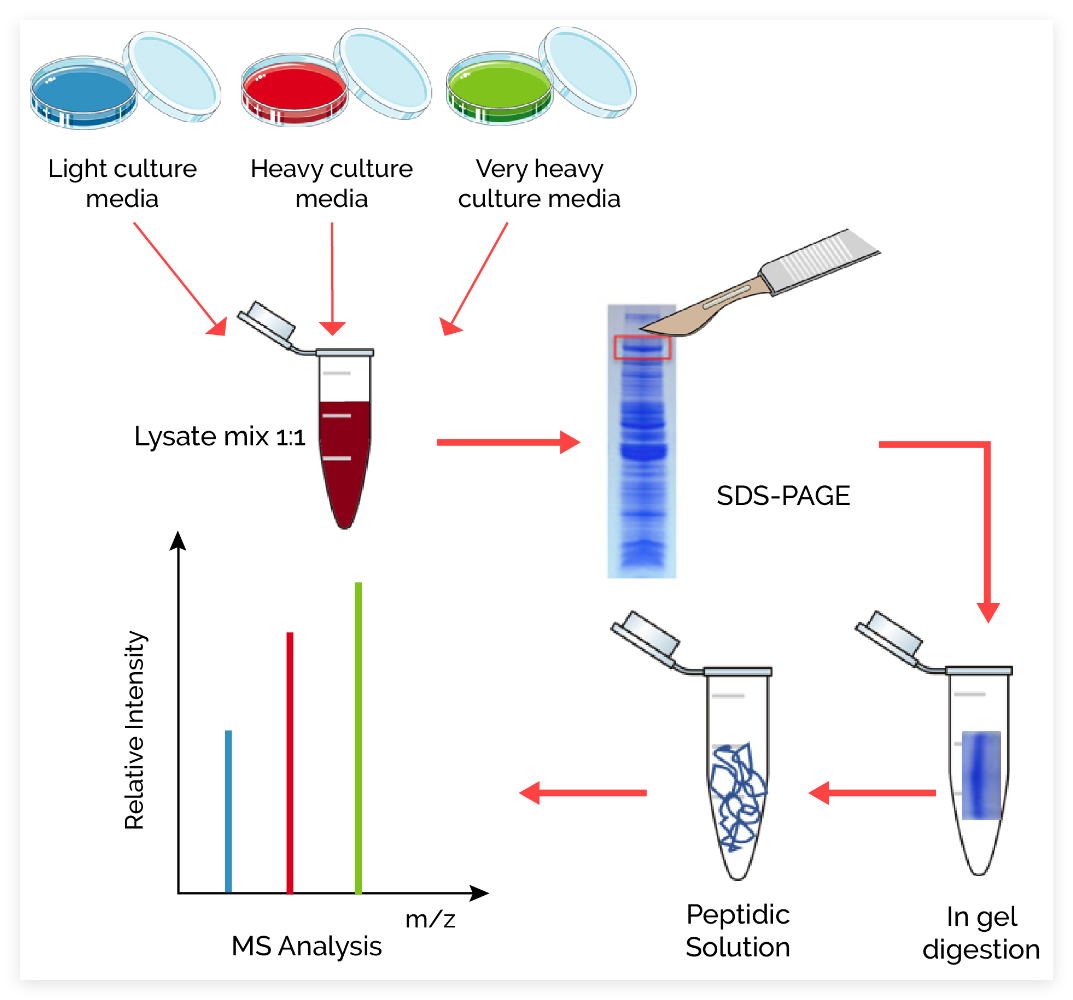 Light culture
media
Heavy culture
media
Very heavy
culture media
Lysate mix 1:1
SDS-PAGE
Relative Intensity
m/z
MS Analysis
Peptidic
Solution
In gel
digestion